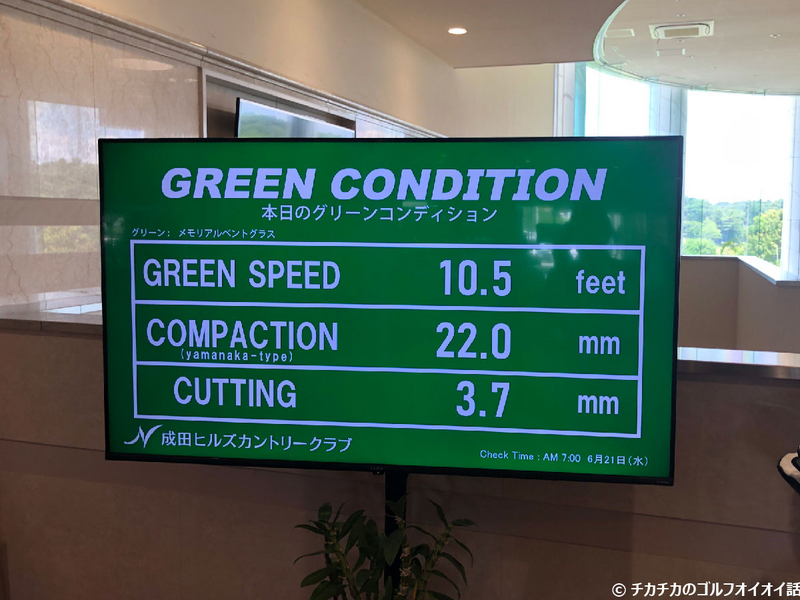 GREEN CONDITION
本日のグリーンコンディション
グリーン： メモリアルベントグラス
GREEN SPEED 10.5 feet
COMPACTION 22.0 mm
(yamanaka-type)
CUTTING 3.7 mm
N 成田ヒルズカントリークラブ
Check Time : AM 7:00 6月21日(水)
© チカチカのゴルフオイオイ話